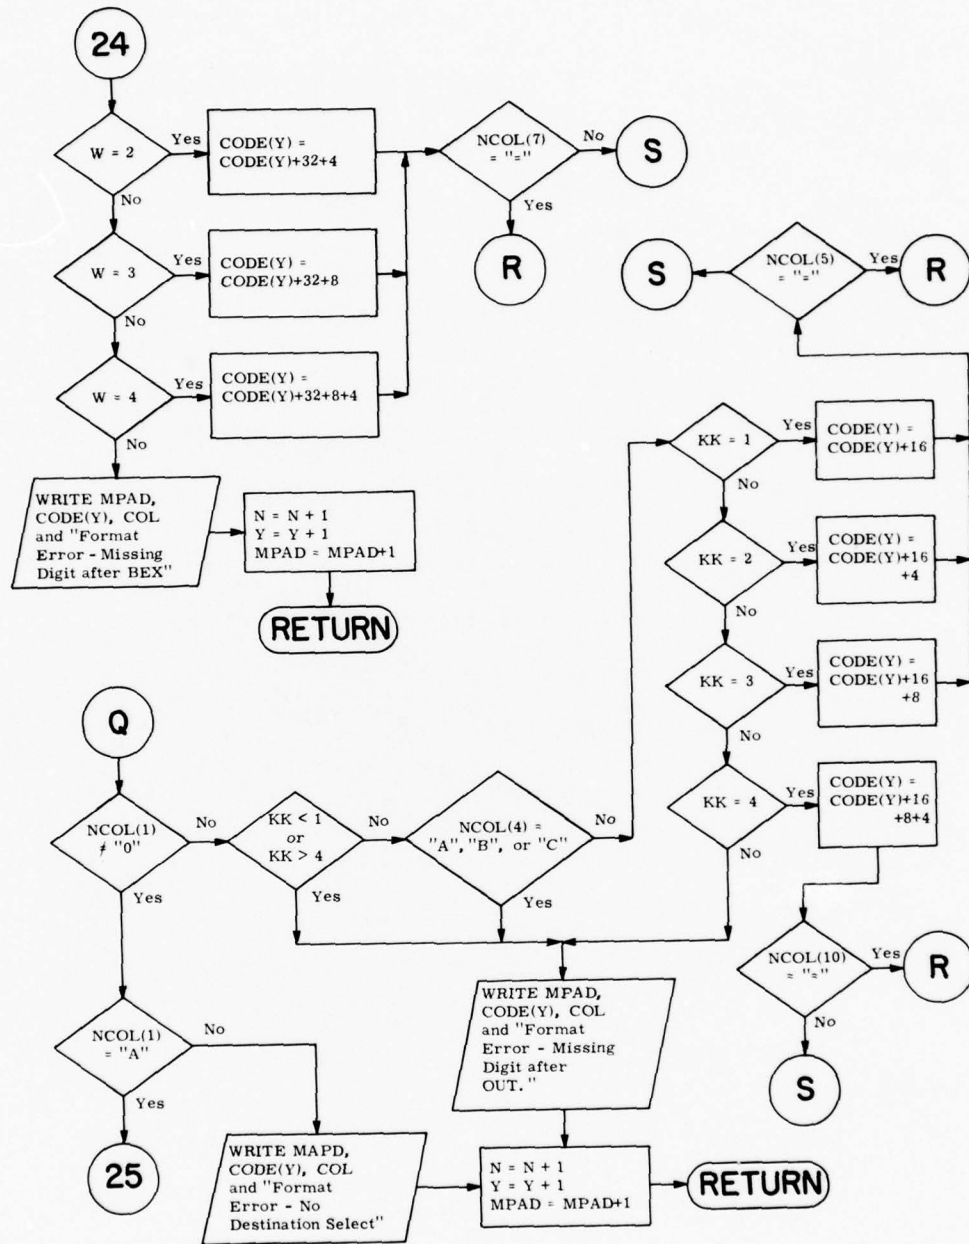 24
W = 2
Yes
CODE(Y) =
CODE(Y)+32+4
NCOL(7)
= "="
No
S
No
Yes
R
W = 3
Yes
CODE(Y) =
CODE(Y)+32+8
No
S
NCOL(5)
= "="
Yes
R
W = 4
Yes
CODE(Y) =
CODE(Y)+32+8+4
No
WRITE MPAD,
CODE(Y), COL
and "Format
Error - Missing
Digit after BEX"
N = N + 1
Y = Y + 1
MPAD = MPAD+1
RETURN
KK = 1
Yes
CODE(Y) =
CODE(Y)+16
No
KK = 2
Yes
CODE(Y) =
CODE(Y)+16
+4
No
KK = 3
Yes
CODE(Y) =
CODE(Y)+16
+8
No
KK = 4
Yes
CODE(Y) =
CODE(Y)+16
+8+4
No
Q
NCOL(1)
≠ "0"
No
KK < 1
or
KK > 4
No
NCOL(4) =
"A", "B", or "C"
No
Yes
Yes
Yes
NCOL(10)
= "="
Yes
R
No
S
WRITE MPAD,
CODE(Y), COL
and "Format
Error - Missing
Digit after
OUT."
NCOL(1)
= "A"
No
Yes
25
WRITE MAPD,
CODE(Y), COL
and "Format
Error - No
Destination Select"
N = N + 1
Y = Y + 1
MPAD = MPAD+1
RETURN